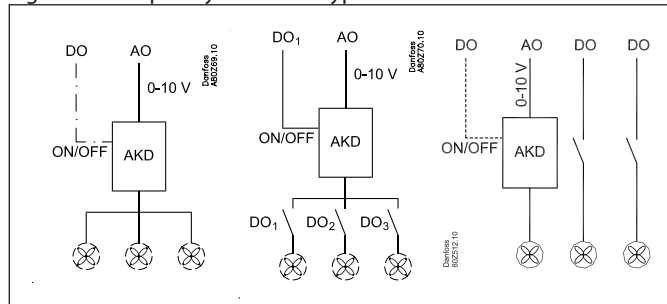 DO
AO
Danfoss
A80Z69.10
0-10 V
ON/OFF
AKD
DO1
AO
Danfoss
A80Z70.10
0-10 V
ON/OFF
AKD
DO1
DO2
DO3
DO
AO
DO
DO
0-10 V
ON/OFF
AKD
Danfoss
80Z512.10